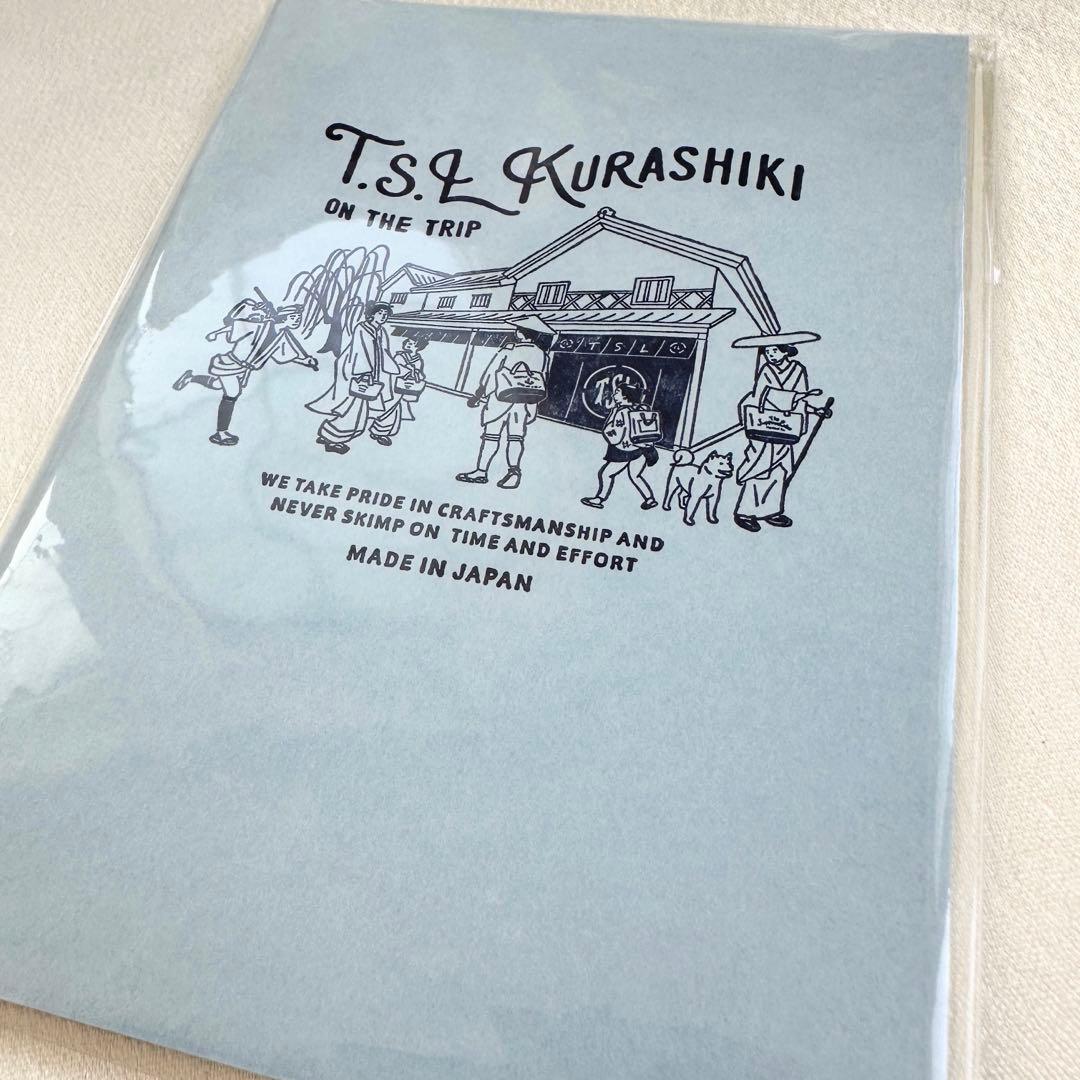 T.S.L KURASHIKI
ON THE TRIP
T S L
TSL
WE TAKE PRIDE IN CRAFTSMANSHIP AND
NEVER SKIMP ON TIME AND EFFORT
MADE IN JAPAN